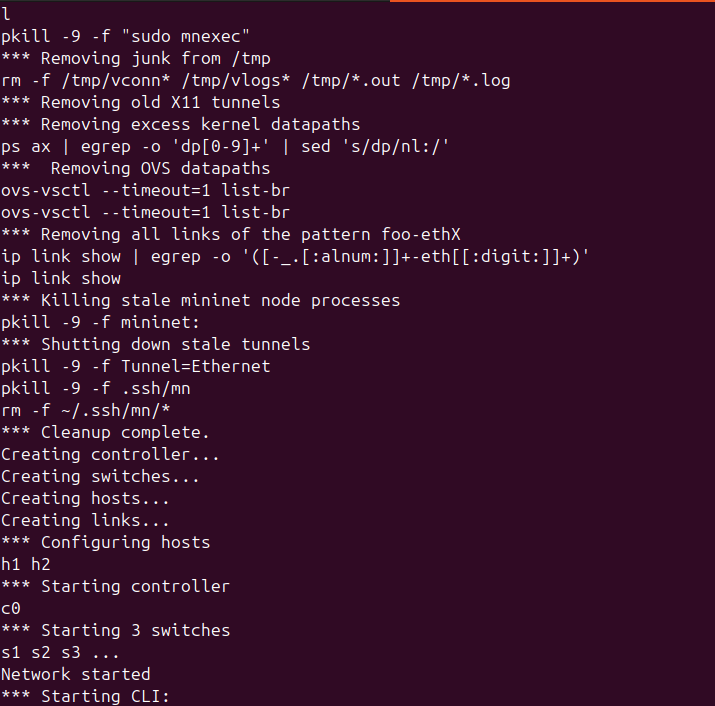 l
pkill -9 -f "sudo mnexec"
*** Removing junk from /tmp
rm -f /tmp/vconn* /tmp/vlogs* /tmp/*.out /tmp/*.log
*** Removing old X11 tunnels
*** Removing excess kernel datapaths
ps ax | egrep -o 'dp[0-9]+' | sed 's/dp/nl:/'
***  Removing OVS datapaths
ovs-vsctl --timeout=1 list-br
ovs-vsctl --timeout=1 list-br
*** Removing all links of the pattern foo-ethX
ip link show | egrep -o '([-_.[:alnum:]]+-eth[[:digit:]]+)'
ip link show
*** Killing stale mininet node processes
pkill -9 -f mininet:
*** Shutting down stale tunnels
pkill -9 -f Tunnel=Ethernet
pkill -9 -f .ssh/mn
rm -f ~/.ssh/mn/*
*** Cleanup complete.
Creating controller...
Creating switches...
Creating hosts...
Creating links...
*** Configuring hosts
h1 h2
*** Starting controller
c0
*** Starting 3 switches
s1 s2 s3 ...
Network started
*** Starting CLI: